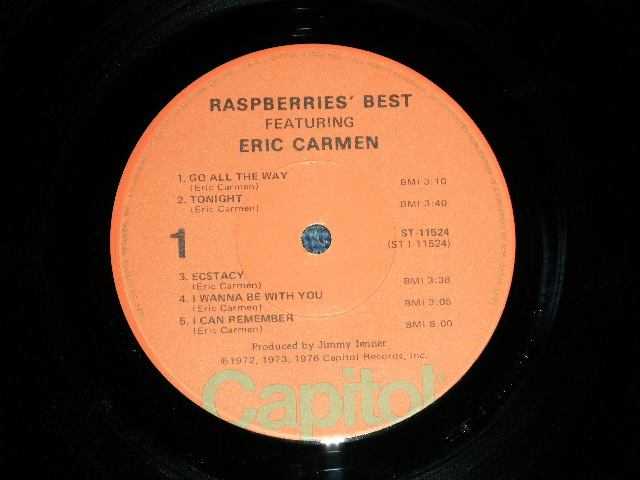 RASPBERRIES' BEST
FEATURING
ERIC CARMEN
1. GO ALL THE WAY BMI 3:10
(Eric Carmen)
2. TONIGHT BMI 3:40
(Eric Carmen)
1
ST-11524
(ST 1-11524)
3. ECSTACY BMI 3:38
(Eric Carmen)
4. I WANNA BE WITH YOU BMI 3:05
(Eric Carmen)
5. I CAN REMEMBER BMI 8:00
(Eric Carmen)
Produced by Jimmy Ienner
℗1972, 1973, 1976 Capitol Records, Inc.
Capitol®